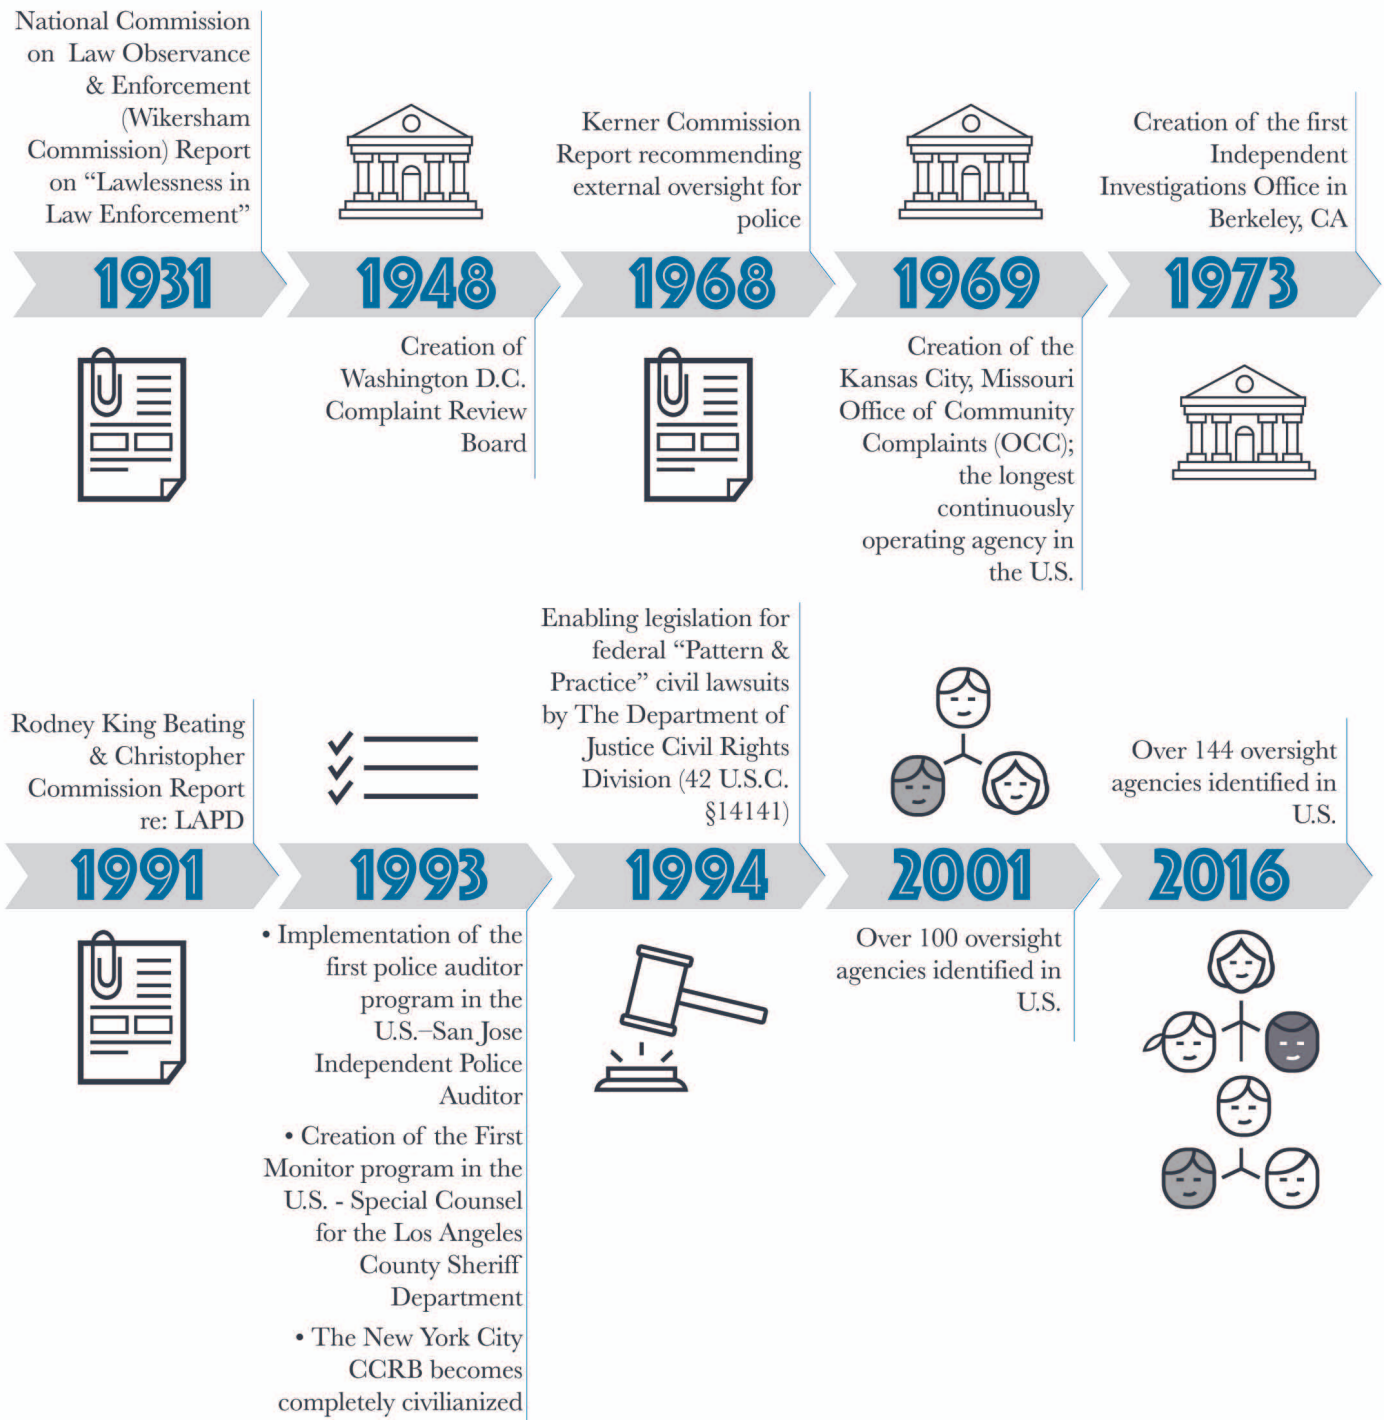 National Commission
on Law Observance
& Enforcement
(Wikersham
Commission) Report
on “Lawlessness in
Law Enforcement”
1931
1948
Creation of
Washington D.C.
Complaint Review
Board
Kerner Commission
Report recommending
external oversight for
police
1968
1969
Creation of the
Kansas City, Missouri
Office of Community
Complaints (OCC);
the longest
continuously
operating agency in
the U.S.
Creation of the first
Independent
Investigations Office in
Berkeley, CA
1973
Rodney King Beating
& Christopher
Commission Report
re: LAPD
1991
1993
• Implementation of the
first police auditor
program in the
U.S.–San Jose
Independent Police
Auditor
• Creation of the First
Monitor program in the
U.S. - Special Counsel
for the Los Angeles
County Sheriff
Department
• The New York City
CCRB becomes
completely civilianized
Enabling legislation for
federal “Pattern &
Practice” civil lawsuits
by The Department of
Justice Civil Rights
Division (42 U.S.C.
§14141)
1994
2001
Over 100 oversight
agencies identified in
U.S.
Over 144 oversight
agencies identified in
U.S.
2016